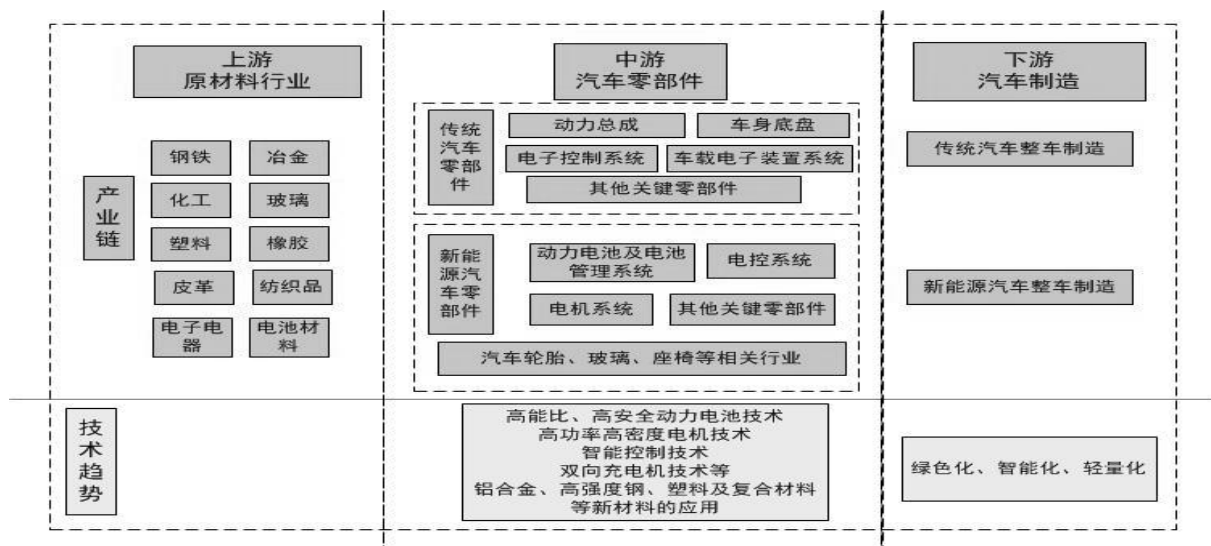 上游
原材料行业
中游
汽车零部件
下游
汽车制造
产业链
钢铁
冶金
化工
玻璃
塑料
橡胶
皮革
纺织品
电子电
器
电池材
料
传统汽车零部件
动力总成
车身底盘
电子控制系统
车载电子装置系统
其他关键零部件
新能源汽车零部件
动力电池及电池
管理系统
电控系统
电机系统
其他关键零部件
汽车轮胎、玻璃、座椅等相关行业
传统汽车整车制造
新能源汽车整车制造
技术趋势
高能比、高安全动力电池技术
高功率高密度电机技术
智能控制技术
双向充电机技术等
铝合金、高强度钢、塑料及复合材料
等新材料的应用
绿色化、智能化、轻量化